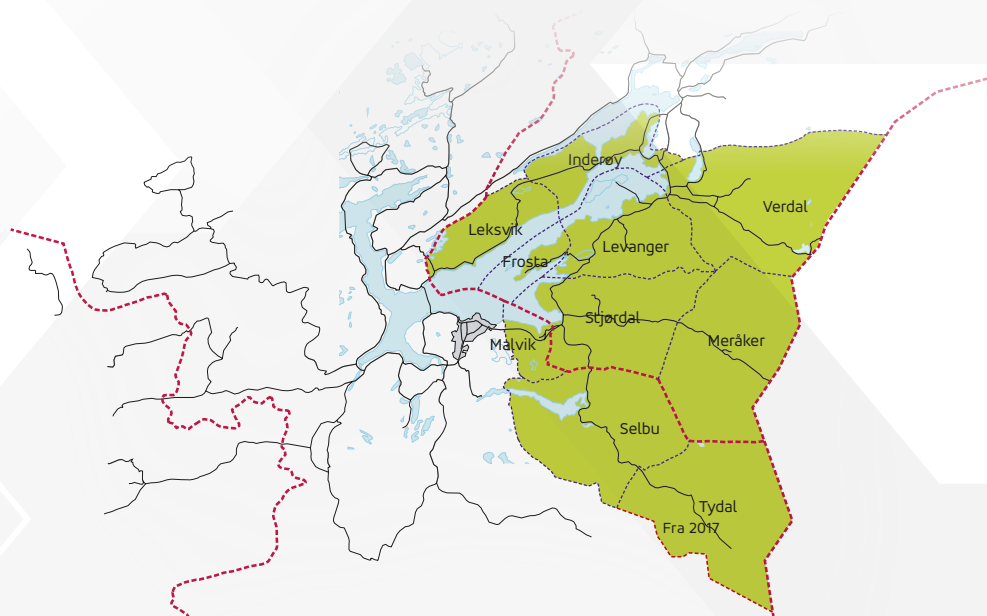 Inderøy
Verdal
Leksvik
Levanger
Frosta
Stjørdal
Malvik
Meråker
Selbu
Tydal
Fra 2017